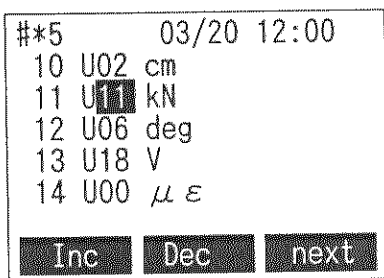 #*5 03/20 12:00
10 U02 cm
11 U11 kN
12 U06 deg
13 U18 V
14 U00 με
Inc Dec next